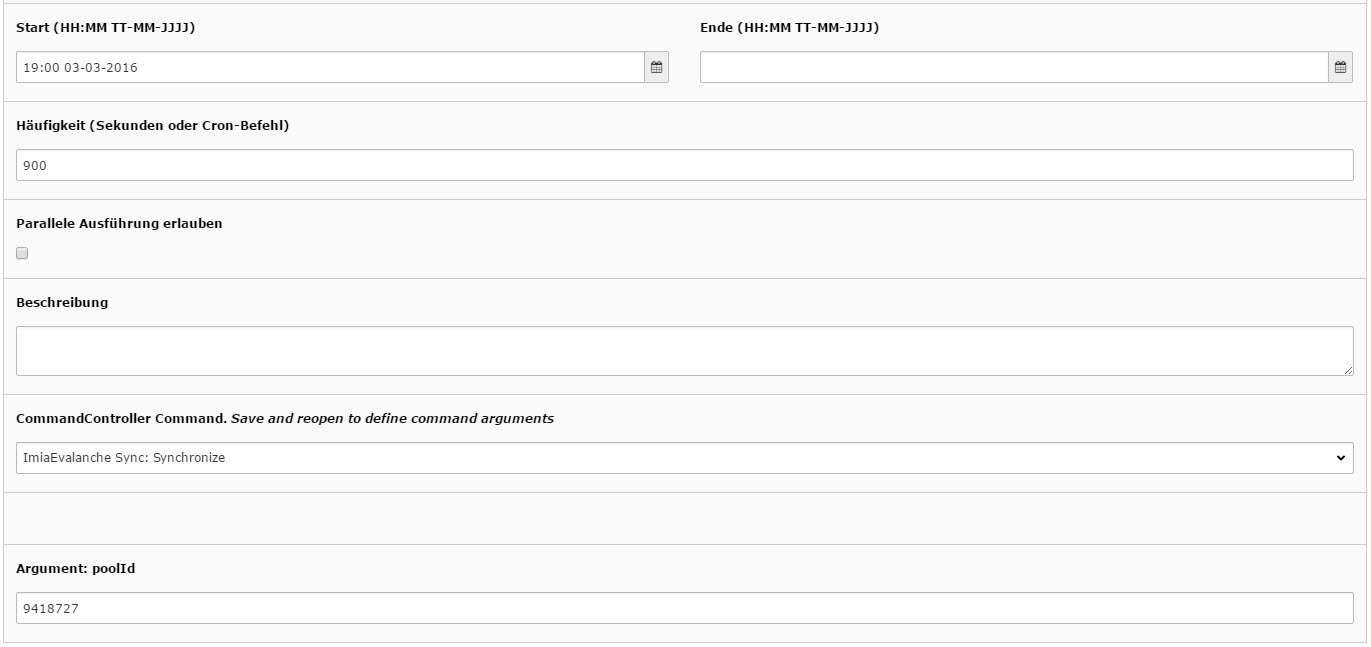 Start (HH:MM TT-MM-JJJJ)
Ende (HH:MM TT-MM-JJJJ)
19:00 03-03-2016
Häufigkeit (Sekunden oder Cron-Befehl)
900
Parallele Ausführung erlauben
Beschreibung
CommandController Command. Save and reopen to define command arguments
ImiaEvalanche Sync: Synchronize
Argument: poolId
9418727